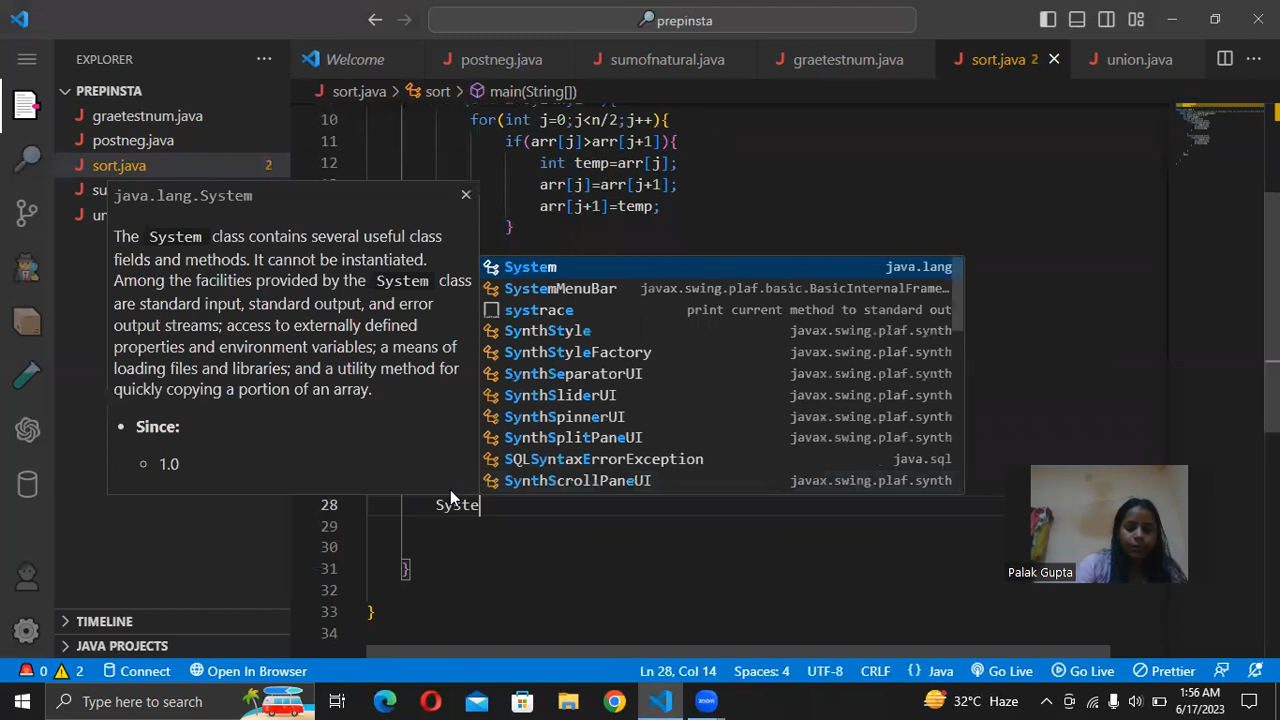 prepinsta
EXPLORER
Welcome
postneg.java
sumofnatural.java
graetestnum.java
sort.java 2
union.java
PREPINSTA
sort.java
sort
main(String[])
graetestnum.java
postneg.java
sort.java 2
su
un
10 for(int j=0;j<n/2;j++){
11 if(arr[j]>arr[j+1]){
12 int temp=arr[j];
arr[j]=arr[j+1];
arr[j+1]=temp;
}
java.lang.System
The System class contains several useful class
fields and methods. It cannot be instantiated.
Among the facilities provided by the System class
are standard input, standard output, and error
output streams; access to externally defined
properties and environment variables; a means of
loading files and libraries; and a utility method for
quickly copying a portion of an array.
Since:
1.0
System java.lang
SystemMenuBar javax.swing.plaf.basic.BasicInternalFrame…
systrace print current method to standard out
SynthStyle javax.swing.plaf.synth
SynthStyleFactory javax.swing.plaf.synth
SynthSeparatorUI javax.swing.plaf.synth
SynthSliderUI javax.swing.plaf.synth
SynthSpinnerUI javax.swing.plaf.synth
SynthSplitPaneUI javax.swing.plaf.synth
SQLSyntaxErrorException java.sql
SynthScrollPaneUI javax.swing.plaf.synth
28 Syste
29
30
31 }
32
33 }
34
Palak Gupta
TIMELINE
JAVA PROJECTS
0 2 Connect Open In Browser Ln 28, Col 14 Spaces: 4 UTF-8 CRLF {} Java Go Live Go Live Prettier
Type here to search
32°C Haze
1:56 AM
6/17/2023